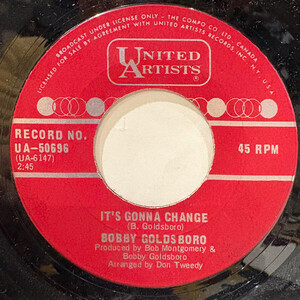 BROADCAST UNDER LICENSE ONLY. MFD. BY THE COMPO CO. LTD., CANADA.
LICENSED FOR SALE BY AGREEMENT WITH UNITED ARTISTS RECORDS, INC., N.Y., U.S.A.
UNITED
ARTISTS
®
RECORD NO.
UA-50696
(UA-6147)
2:45
45 RPM
IT'S GONNA CHANGE
(B. Goldsboro)
BOBBY GOLDSBORO
Produced by Bob Montgomery &
Bobby Goldsboro
Arranged by Don Tweedy